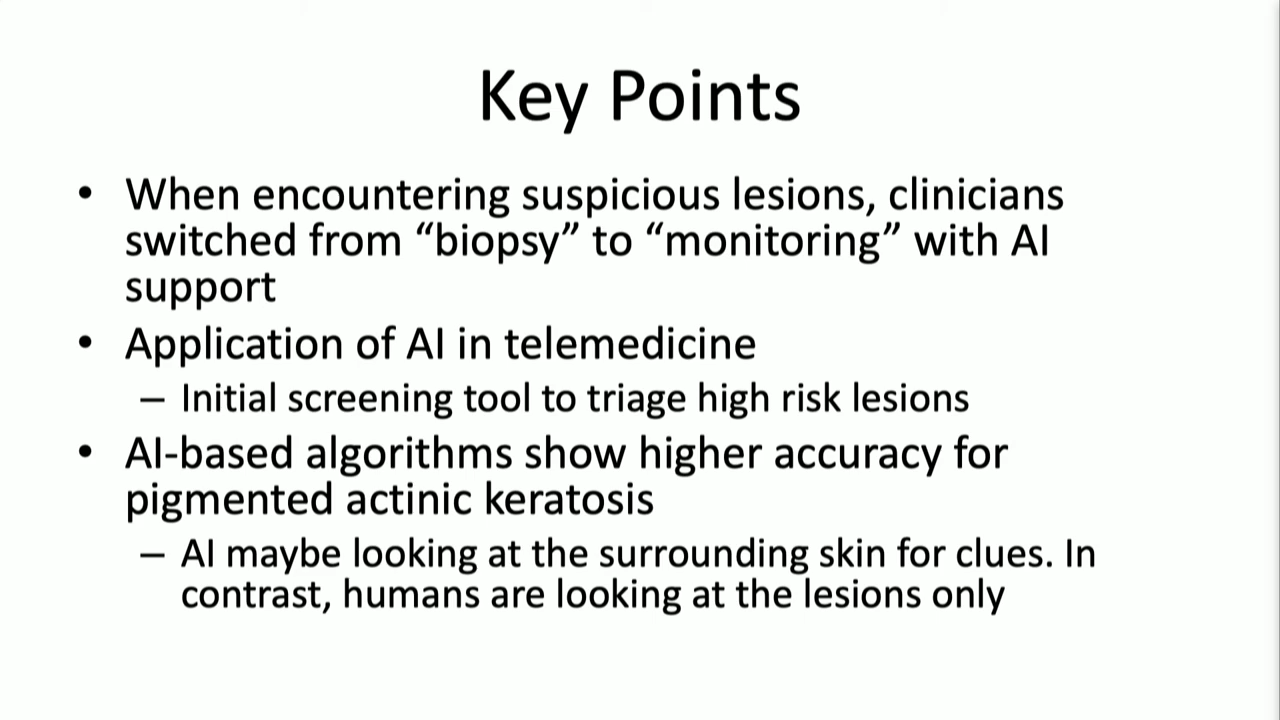 Key Points
• When encountering suspicious lesions, clinicians
switched from “biopsy” to “monitoring” with AI
support
• Application of AI in telemedicine
– Initial screening tool to triage high risk lesions
• AI-based algorithms show higher accuracy for
pigmented actinic keratosis
– AI maybe looking at the surrounding skin for clues. In
contrast, humans are looking at the lesions only